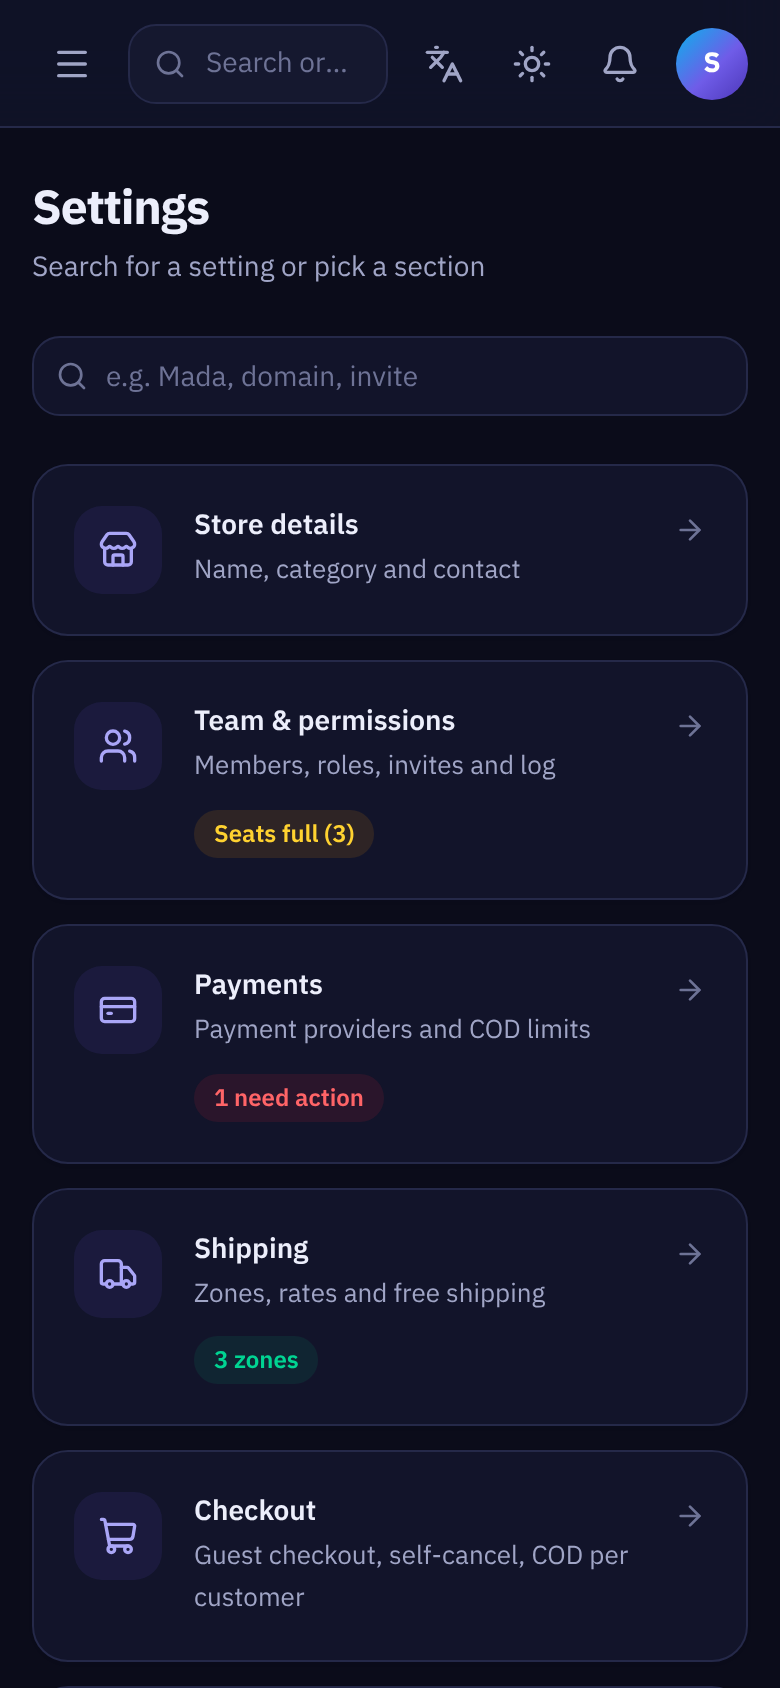 Search or...
S
Settings
Search for a setting or pick a section
e.g. Mada, domain, invite
Store details
Name, category and contact
Team & permissions
Members, roles, invites and log
Seats full (3)
Payments
Payment providers and COD limits
1 need action
Shipping
Zones, rates and free shipping
3 zones
Checkout
Guest checkout, self-cancel, COD per
customer